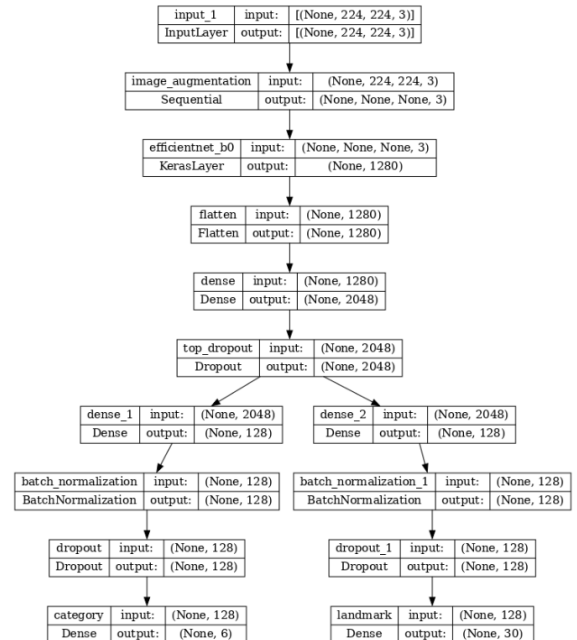 input_1 input: [(None, 224, 224, 3)]
InputLayer output: [(None, 224, 224, 3)]
image_augmentation input: (None, 224, 224, 3)
Sequential output: (None, None, None, 3)
efficientnet_b0 input: (None, None, None, 3)
KerasLayer output: (None, 1280)
flatten input: (None, 1280)
Flatten output: (None, 1280)
dense input: (None, 1280)
Dense output: (None, 2048)
top_dropout input: (None, 2048)
Dropout output: (None, 2048)
dense_1 input: (None, 2048)
Dense output: (None, 128)
dense_2 input: (None, 2048)
Dense output: (None, 128)
batch_normalization input: (None, 128)
BatchNormalization output: (None, 128)
batch_normalization_1 input: (None, 128)
BatchNormalization output: (None, 128)
dropout input: (None, 128)
Dropout output: (None, 128)
dropout_1 input: (None, 128)
Dropout output: (None, 128)
category input: (None, 128)
Dense output: (None, 6)
landmark input: (None, 128)
Dense output: (None, 30)